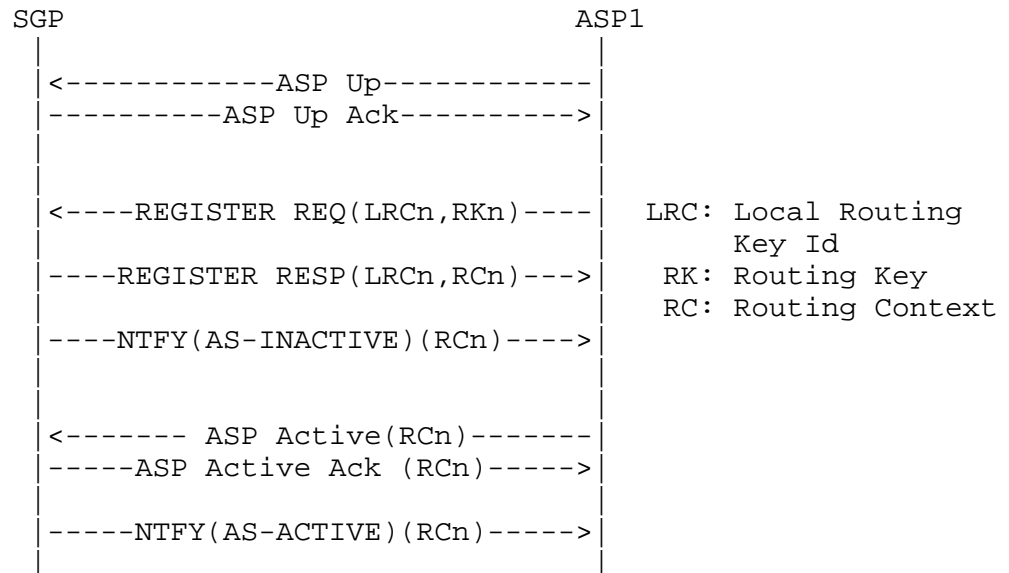 SGP                                 ASP1
<------------ASP Up------------
----------ASP Up Ack---------->
<----REGISTER REQ(LRCn,RKn)----   LRC: Local Routing
Key Id
----REGISTER RESP(LRCn,RCn)--->   RK: Routing Key
RC: Routing Context
----NTFY(AS-INACTIVE)(RCn)---->
<------- ASP Active(RCn)-------
-----ASP Active Ack (RCn)----->
-----NTFY(AS-ACTIVE)(RCn)----->